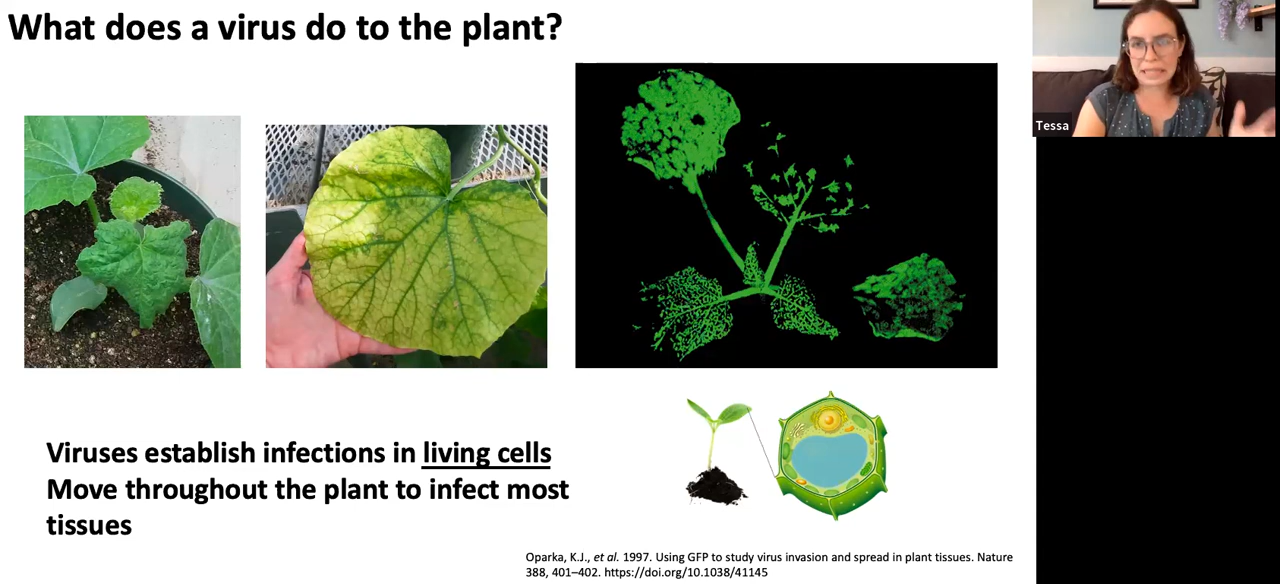 What does a virus do to the plant?
Tessa
Viruses establish infections in living cells
Move throughout the plant to infect most
tissues
Oparka, K.J., et al. 1997. Using GFP to study virus invasion and spread in plant tissues. Nature
388, 401–402. https://doi.org/10.1038/41145